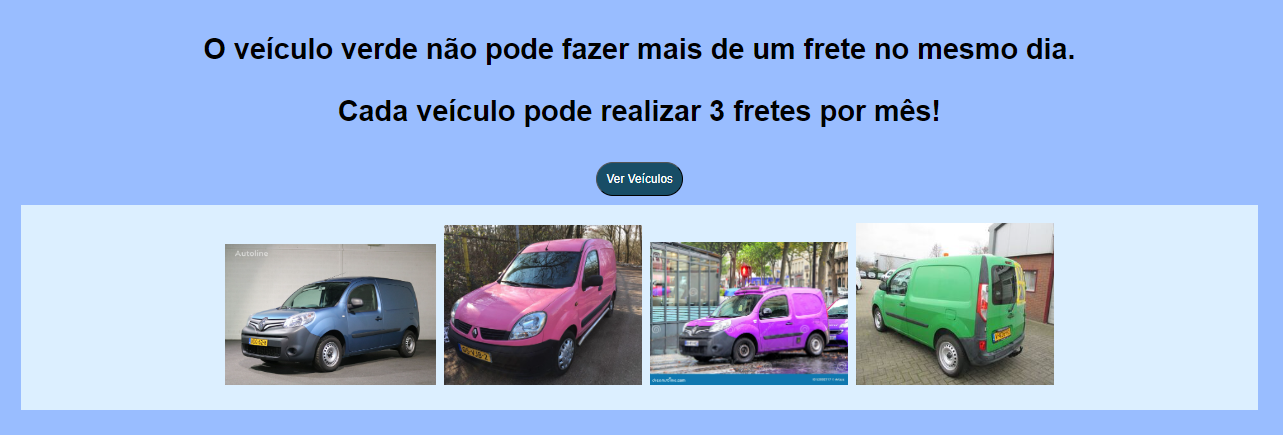 O veículo verde não pode fazer mais de um frete no mesmo dia.
Cada veículo pode realizar 3 fretes por mês!
Ver Veículos
Autoline